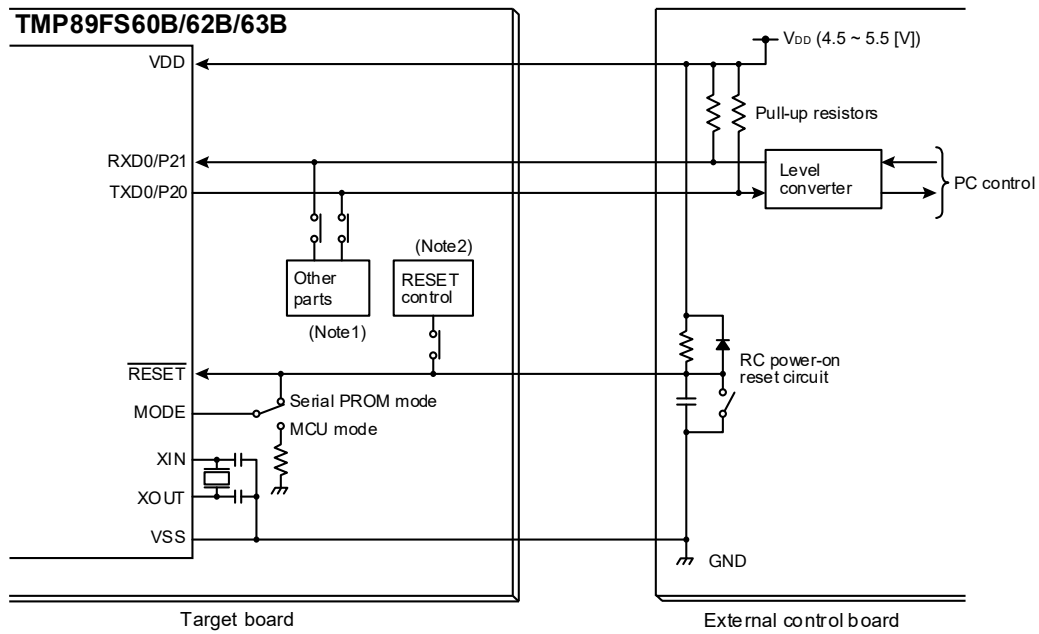 TMP89FS60B/62B/63B
VDD
VDD (4.5 ~ 5.5 [V])
Pull-up resistors
RXD0/P21
TXD0/P20
Level
converter
PC control
(Note2)
Other
parts
RESET
control
(Note1)
RESET
RC power-on
reset circuit
Serial PROM mode
MODE
MCU mode
XIN
XOUT
VSS
GND
Target board
External control board